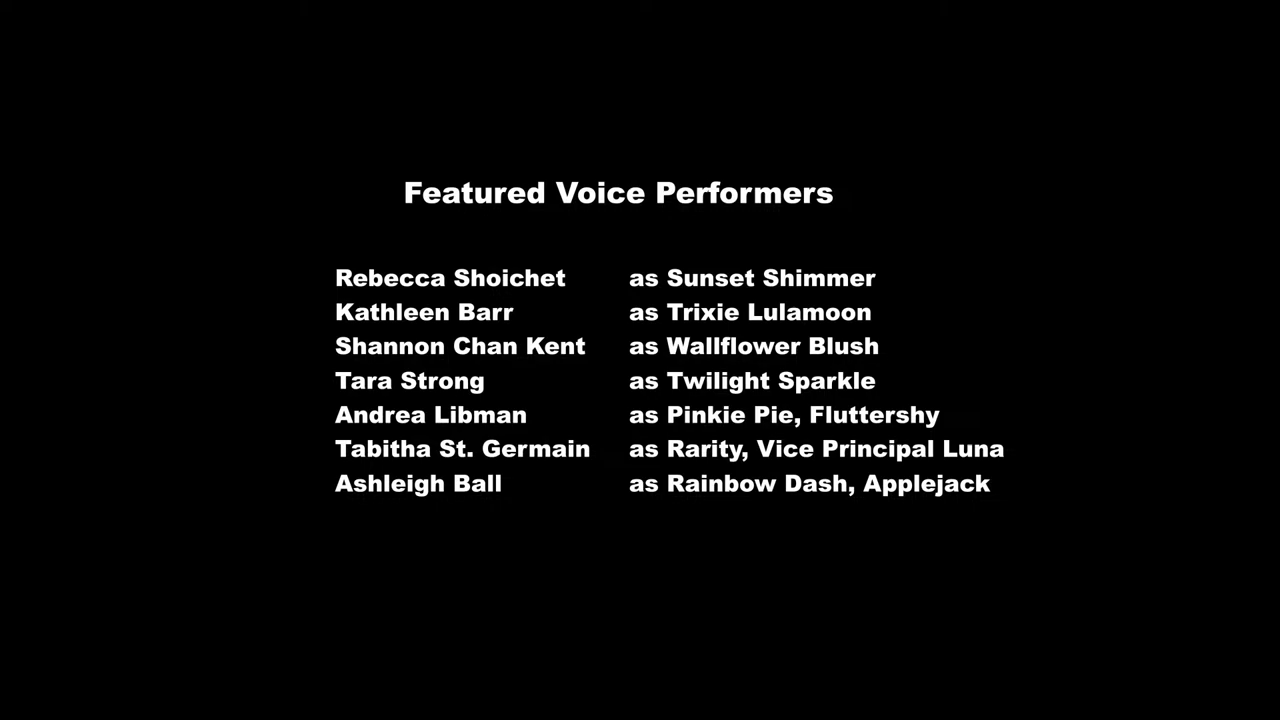 Featured Voice Performers
Rebecca Shoichet as Sunset Shimmer
Kathleen Barr as Trixie Lulamoon
Shannon Chan Kent as Wallflower Blush
Tara Strong as Twilight Sparkle
Andrea Libman as Pinkie Pie, Fluttershy
Tabitha St. Germain as Rarity, Vice Principal Luna
Ashleigh Ball as Rainbow Dash, Applejack